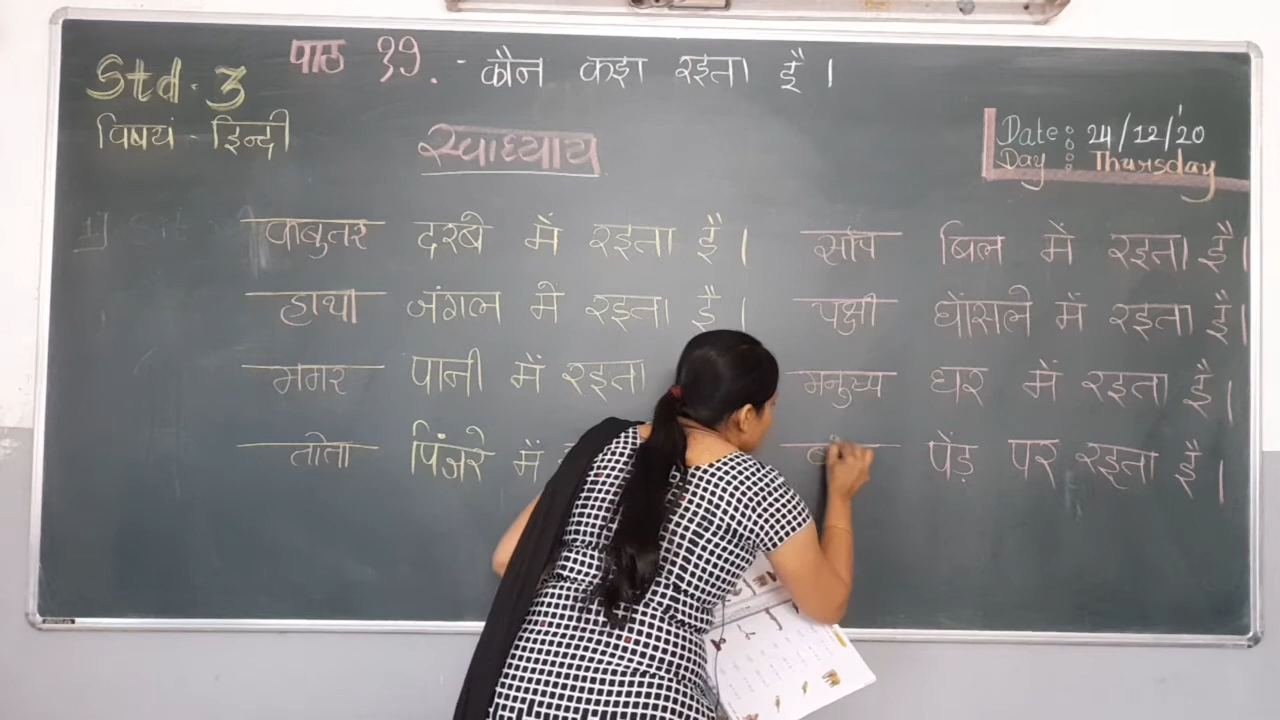 Std. 3
पाठ १९. - कौन कहा रहता है ।
विषय - हिन्दी
स्वाध्याय
Date : 24/12/20
Day : Thursday
कबुतर दरबे में रहता है ।
हाथी जंगल में रहता है ।
मगर पानी में रहता
तोता पिंजरे में
साँप बिल में रहता है ।
पक्षी घोंसले में रहता है ।
मनुष्य घर में रहता है ।
पेंड़ पर रहता है ।